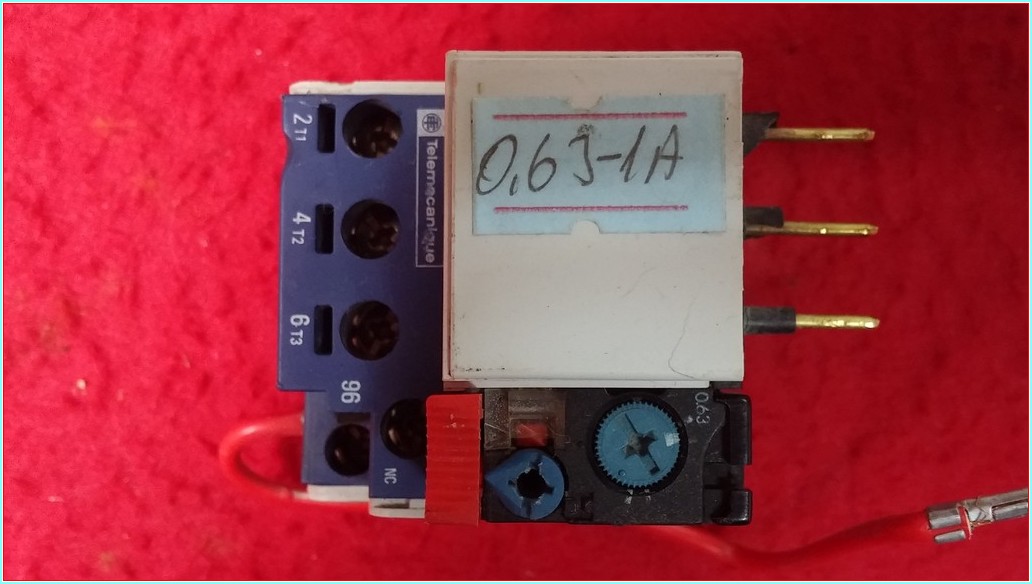 2 T1
4 T2
6 T3
Telemecanique
0,63-1A
96
NC
0.63